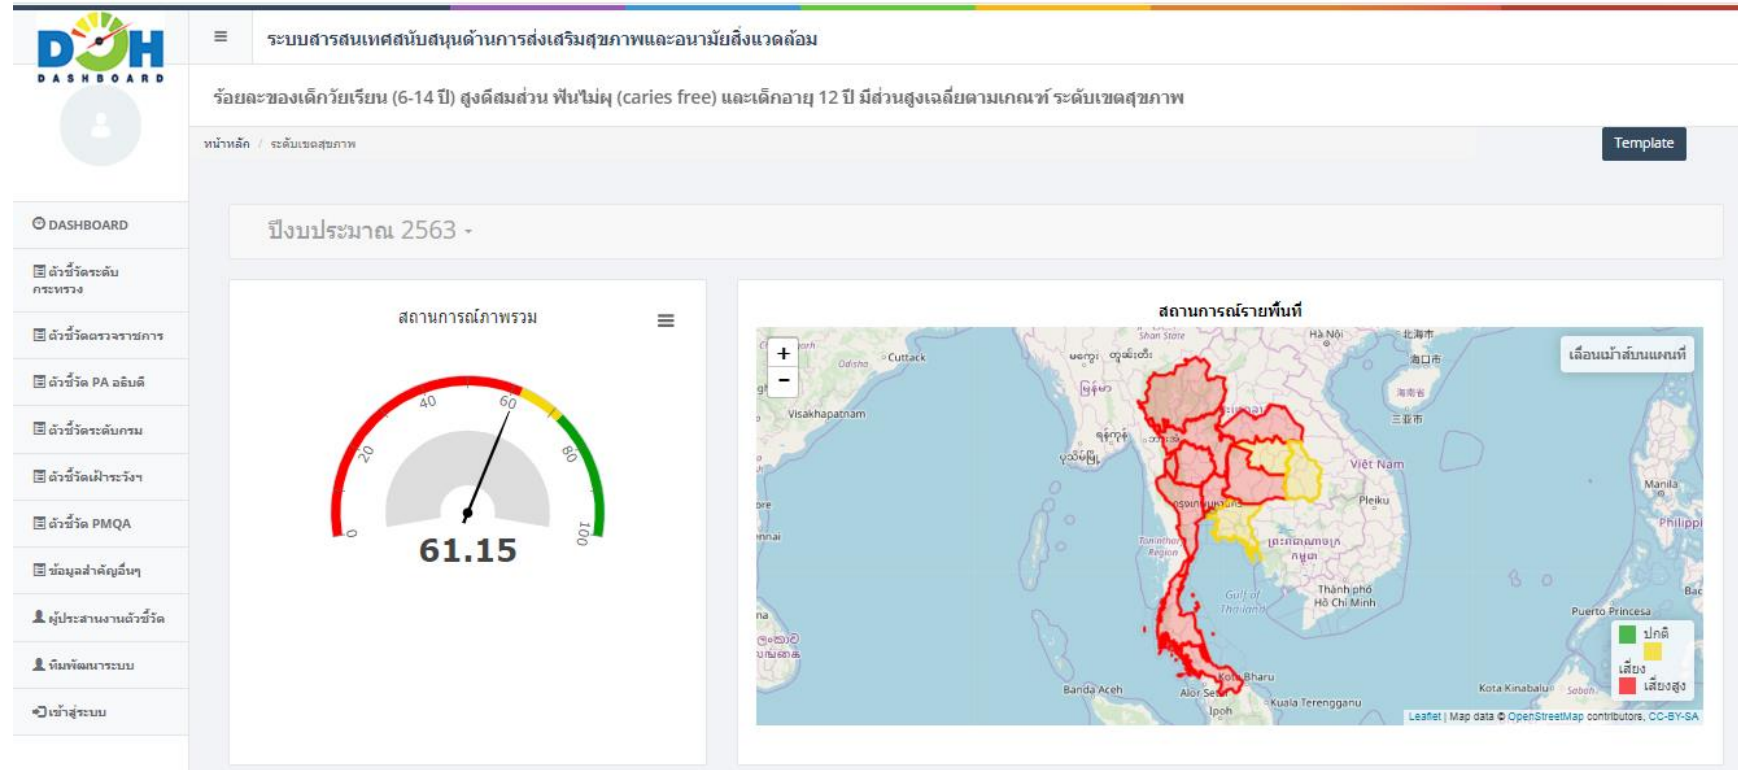 DOH
DASHBOARD
ระบบสารสนเทศสนับสนุนด้านการส่งเสริมสุขภาพและอนามัยสิ่งแวดล้อม
ร้อยละของเด็กวัยเรียน (6-14 ปี) สูงดีสมส่วน ฟันไม่ผุ (caries free) และเด็กอายุ 12 ปี มีส่วนสูงเฉลี่ยตามเกณฑ์ ระดับเขตสุขภาพ
หน้าหลัก / ระดับเขตสุขภาพ
Template
DASHBOARD
ตัวชี้วัดระดับ
กระทรวง
ตัวชี้วัดตรวจราชการ
ตัวชี้วัด PA อธิบดี
ตัวชี้วัดระดับกรม
ตัวชี้วัดเฝ้าระวังฯ
ตัวชี้วัด PMQA
ข้อมูลสำคัญอื่นๆ
ผู้ประสานงานตัวชี้วัด
ทีมพัฒนาระบบ
เข้าสู่ระบบ
ปีงบประมาณ 2563
สถานการณ์ภาพรวม
0
20
40
60
80
100
61.15
สถานการณ์รายพื้นที่
+
-
เลื่อนเม้าส์บนแผนที่
Shan State
Hà Nội
北海市
Odisha
Cuttack
海口市
海南省
三亚市
Visakhapatnam
Việt Nam
Pleiku
Manila
Philippi
Tanintharyi
Region
Gulf of
Thailand
Thành phố
Hồ Chí Minh
Puerto Princesa
Banda Aceh
Kota Bharu
Kuala Terengganu
Ipoh
Kota Kinabalu
Sabah
ปกติ
เสี่ยง
เสี่ยงสูง
Leaflet | Map data © OpenStreetMap contributors, CC-BY-SA